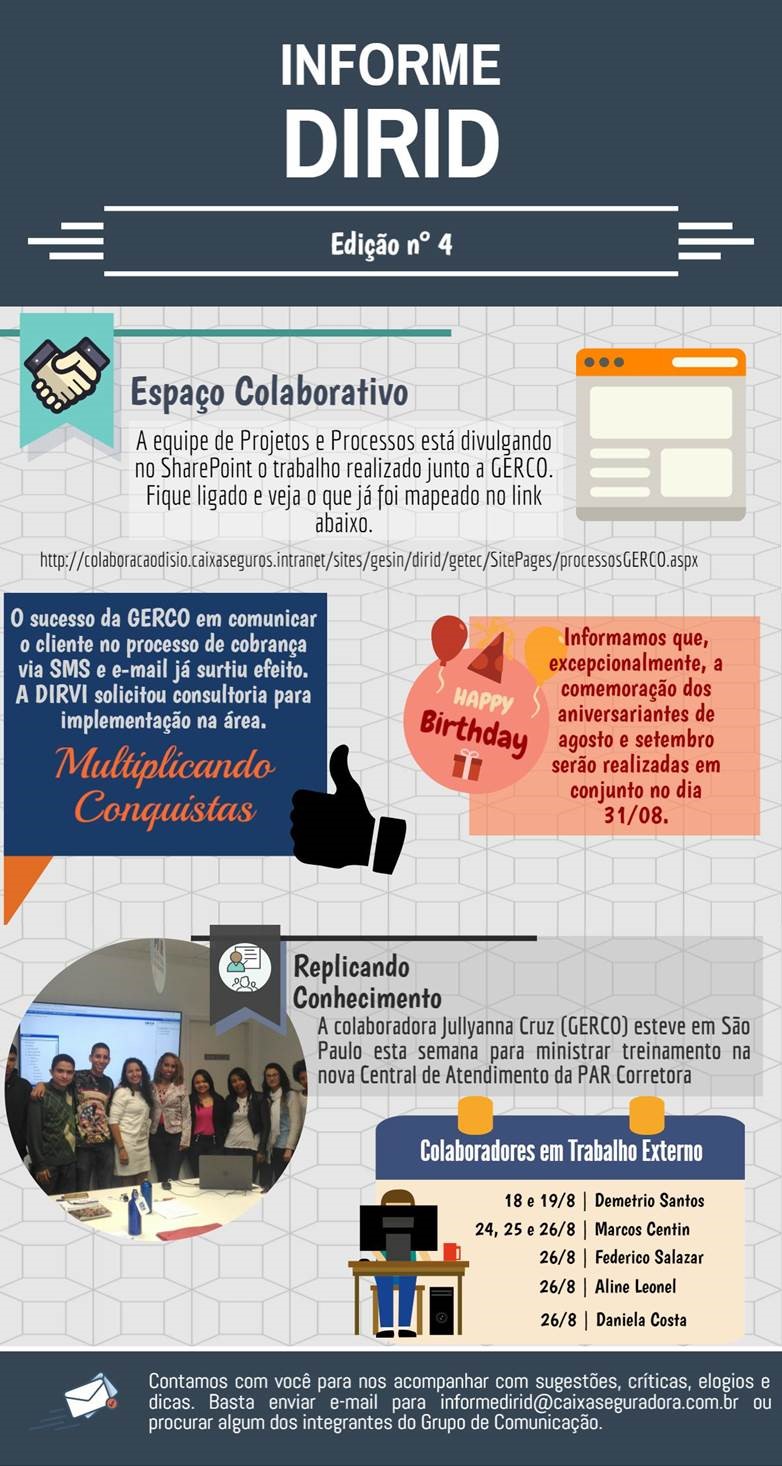 INFORME
DIRID
Edição n° 4
Espaço Colaborativo
A equipe de Projetos e Processos está divulgando
no SharePoint o trabalho realizado junto a GERCO.
Fique ligado e veja o que já foi mapeado no link
abaixo.
http://colaboracaodisio.caixaseguros.intranet/sites/gesin/dirid/getec/SitePages/processosGERCO.aspx
O sucesso da GERCO em comunicar
o cliente no processo de cobrança
via SMS e e-mail já surtiu efeito.
A DIRVI solicitou consultoria para
implementação na área.
Multiplicando
Conquistas
HAPPY
Birthday
Informamos que,
excepcionalmente, a
comemoração dos
aniversariantes de
agosto e setembro
serão realizadas em
conjunto no dia
31/08.
Replicando
Conhecimento
A colaboradora Jullyanna Cruz (GERCO) esteve em São
Paulo esta semana para ministrar treinamento na
nova Central de Atendimento da PAR Corretora
Colaboradores em Trabalho Externo
18 e 19/8 | Demetrio Santos
24, 25 e 26/8 | Marcos Centin
26/8 | Federico Salazar
26/8 | Aline Leonel
26/8 | Daniela Costa
Contamos com você para nos acompanhar com sugestões, críticas, elogios e
dicas. Basta enviar e-mail para informedirid@caixaseguradora.com.br ou
procurar algum dos integrantes do Grupo de Comunicação.